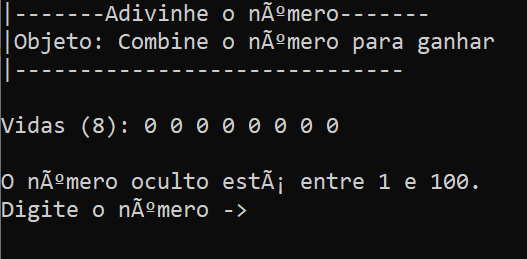 |-------Adivinhe o nÃºmero-------
|Objeto: Combine o nÃºmero para ganhar
|--------------------------------
Vidas (8): 0 0 0 0 0 0 0 0
O nÃºmero oculto estÃ¡ entre 1 e 100.
Digite o nÃºmero ->